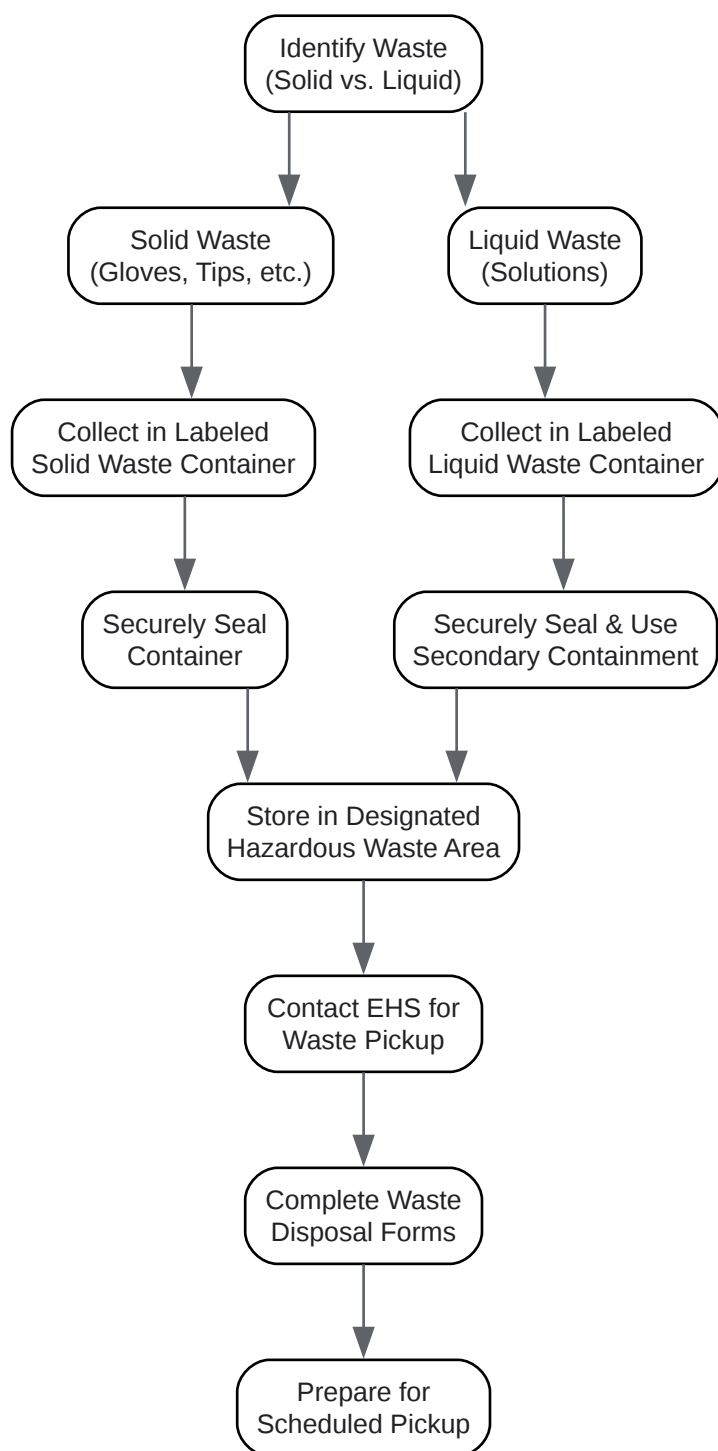 Identify Waste
(Solid vs. Liquid)
Solid Waste
(Gloves, Tips, etc.)
Liquid Waste
(Solutions)
Collect in Labeled
Solid Waste Container
Collect in Labeled
Liquid Waste Container
Securely Seal
Container
Securely Seal & Use
Secondary Containment
Store in Designated
Hazardous Waste Area
Contact EHS for
Waste Pickup
Complete Waste
Disposal Forms
Prepare for
Scheduled Pickup